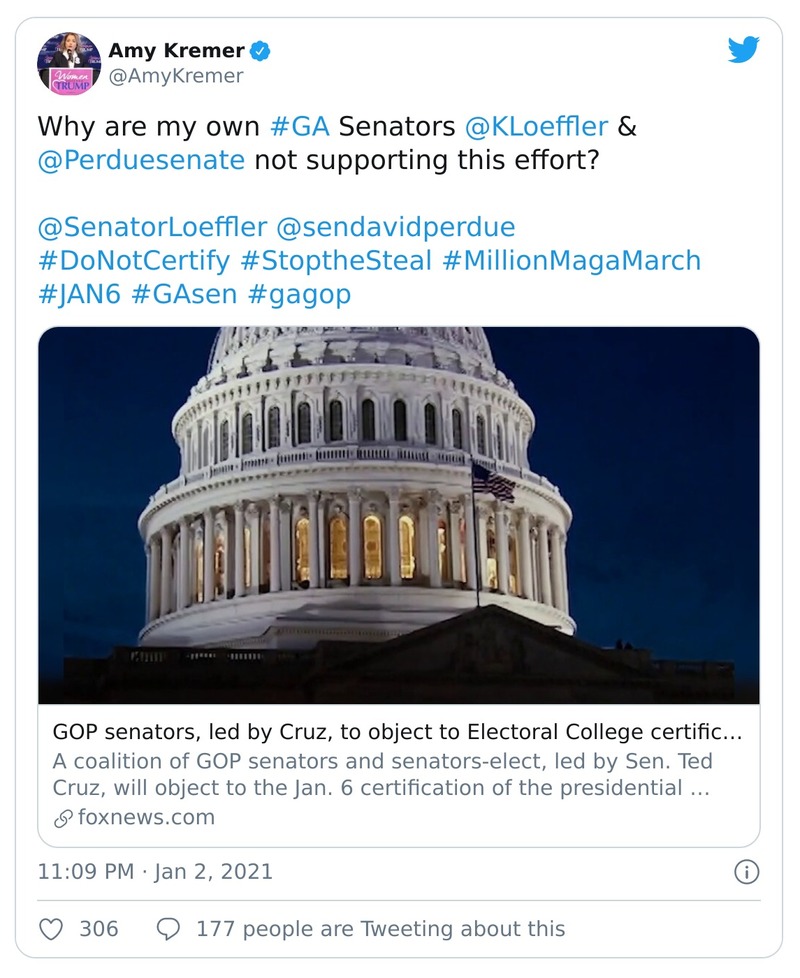 Amy Kremer
@AmyKremer
Why are my own #GA Senators @KLoeffler &
@Perduesenate not supporting this effort?
@SenatorLoeffler @sendavidperdue
#DoNotCertify #StoptheSteal #MillionMagaMarch
#JAN6 #GAsen #gagop
GOP senators, led by Cruz, to object to Electoral College certific...
A coalition of GOP senators and senators-elect, led by Sen. Ted
Cruz, will object to the Jan. 6 certification of the presidential ...
foxnews.com
11:09 PM · Jan 2, 2021
306 177 people are Tweeting about this
Women
TRUMP